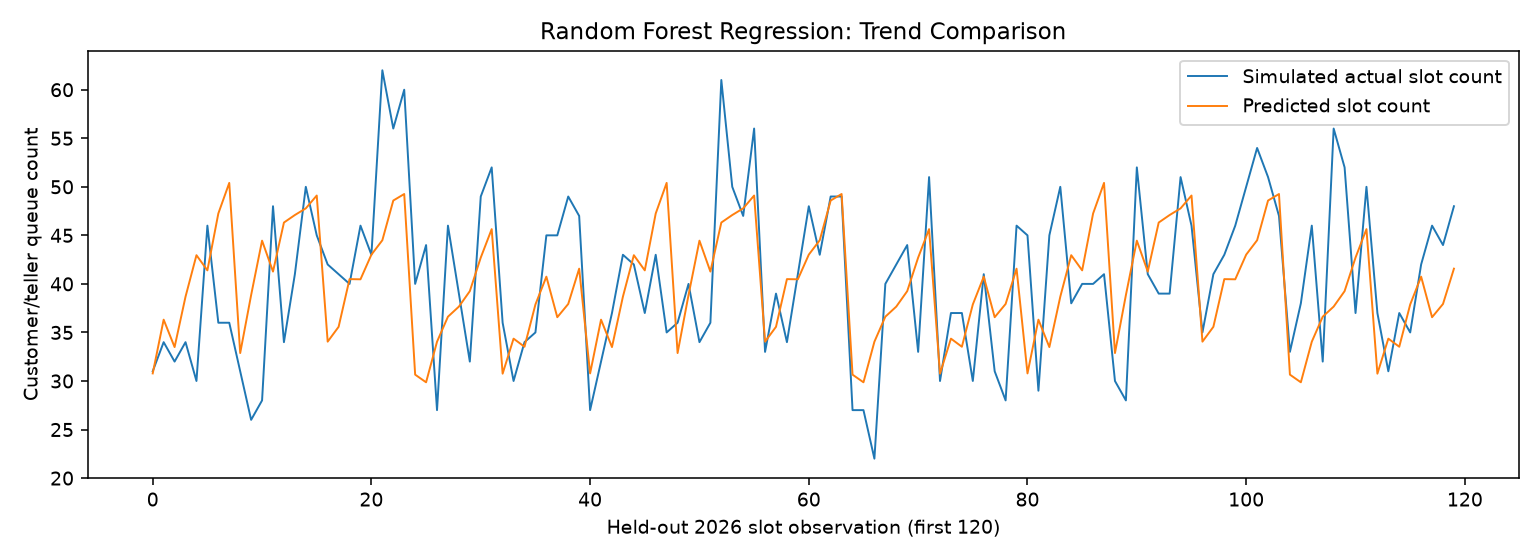 Random Forest Regression: Trend Comparison
Simulated actual slot count
Predicted slot count
Customer/teller queue count
60
55
50
45
40
35
30
25
20
0 20 40 60 80 100 120
Held-out 2026 slot observation (first 120)